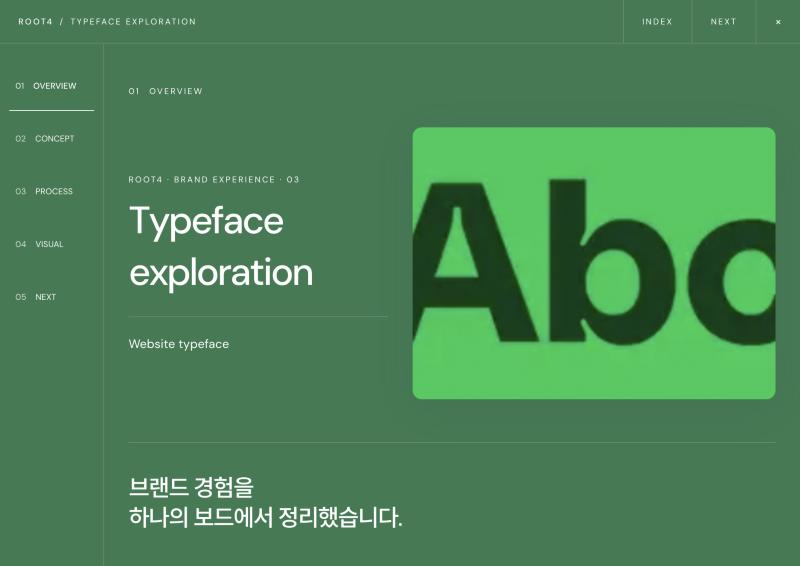 ROOT4 / TYPEFACE EXPLORATION
INDEX
NEXT
×
01 OVERVIEW
02 CONCEPT
03 PROCESS
04 VISUAL
05 NEXT
01 OVERVIEW
ROOT4 · BRAND EXPERIENCE · 03
Typeface
exploration
Website typeface
Abc
브랜드 경험을
하나의 보드에서 정리했습니다.